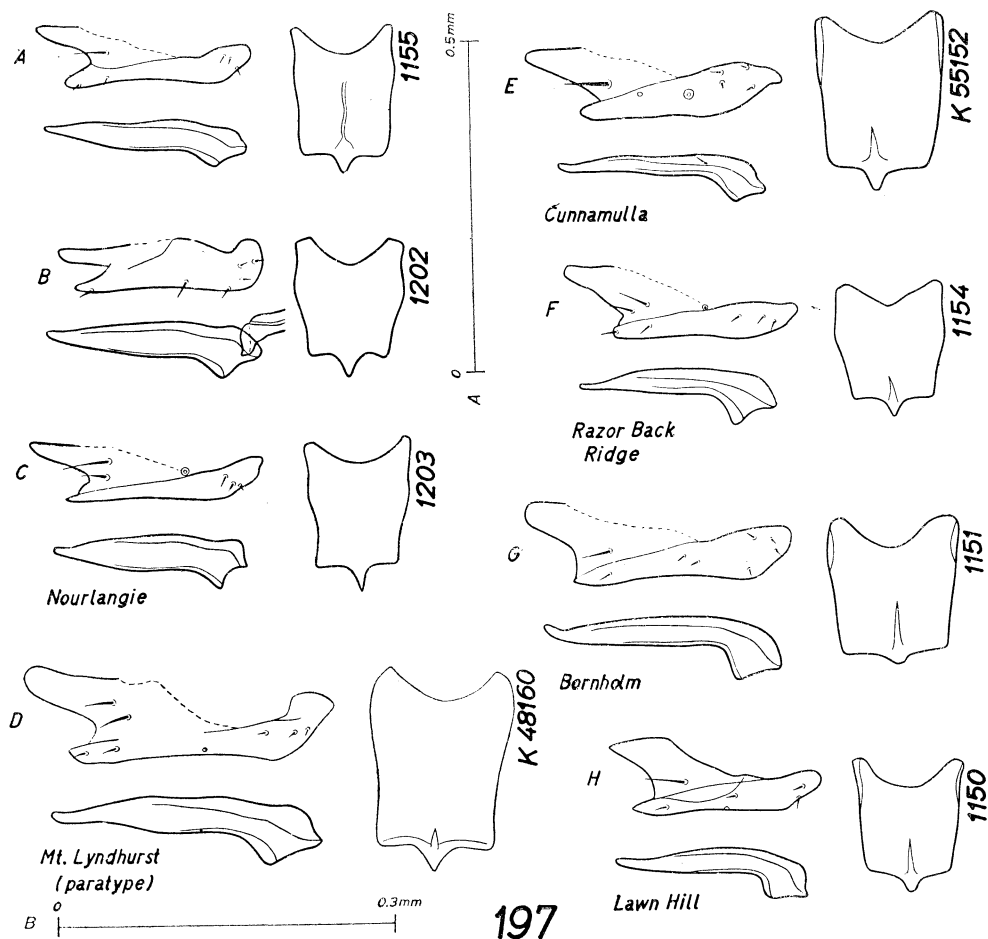 A
1155
0.5mm
E
K 55152
Cunnamulla
B
1202
0
A
F
1154
Razor Back
Ridge
C
1203
Nourlangie
G
1151
Bornholm
D
K 48160
Mt. Lyndhurst
(paratype)
H
1150
Lawn Hill
0
0.3mm
B
197